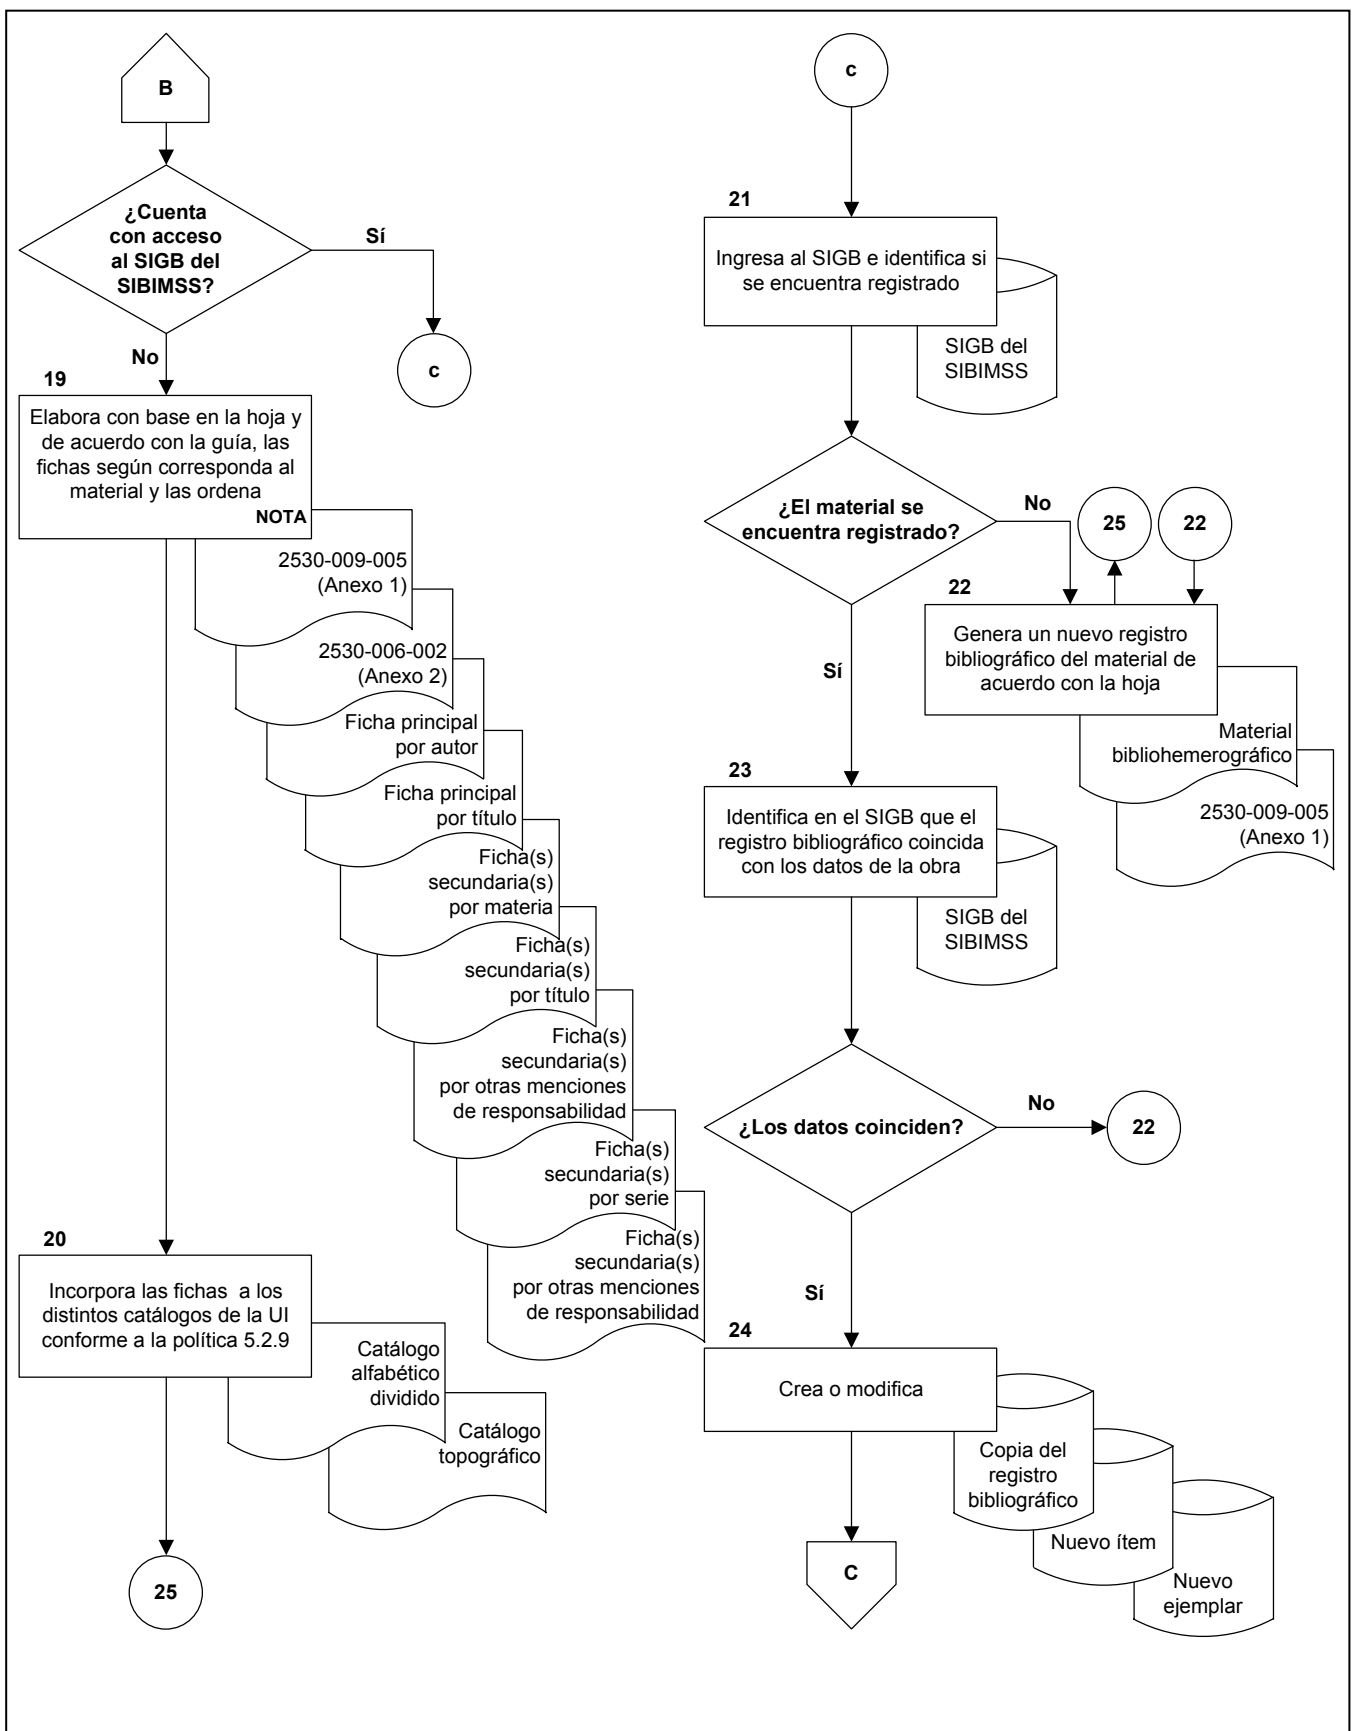 B
¿Cuenta
con acceso
al SIGB del
SIBIMSS?
Sí
c
No
19
Elabora con base en la hoja y
de acuerdo con la guía, las
fichas según corresponda al
material y las ordena
NOTA
2530-009-005
(Anexo 1)
2530-006-002
(Anexo 2)
Ficha principal
por autor
Ficha principal
por título
Ficha(s)
secundaria(s)
por materia
Ficha(s)
secundaria(s)
por título
Ficha(s)
secundaria(s)
por otras menciones
de responsabilidad
Ficha(s)
secundaria(s)
por serie
Ficha(s)
secundaria(s)
por otras menciones
de responsabilidad
20
Incorpora las fichas a los
distintos catálogos de la UI
conforme a la política 5.2.9
Catálogo
alfabético
dividido
Catálogo
topográfico
25
c
21
Ingresa al SIGB e identifica si
se encuentra registrado
SIGB del
SIBIMSS
¿El material se
encuentra registrado?
No
25
22
22
Genera un nuevo registro
bibliográfico del material de
acuerdo con la hoja
Material
bibliohemerográfico
2530-009-005
(Anexo 1)
Sí
23
Identifica en el SIGB que el
registro bibliográfico coincida
con los datos de la obra
SIGB del
SIBIMSS
¿Los datos coinciden?
No
22
Sí
24
Crea o modifica
Copia del
registro
bibliográfico
Nuevo ítem
Nuevo
ejemplar
C